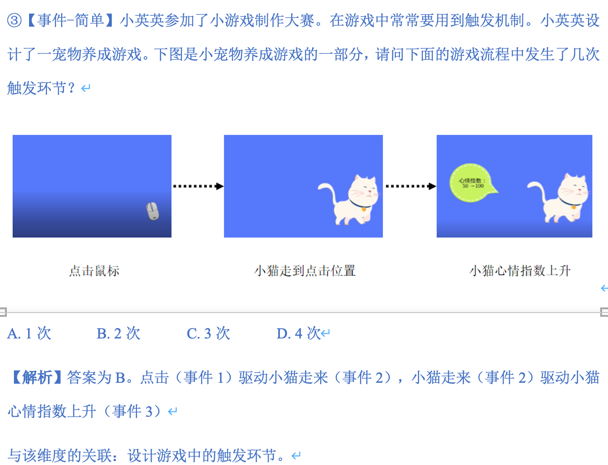 ③【事件-简单】小英英参加了小游戏制作大赛。在游戏中常常要用到触发机制。小英英设
计了一宠物养成游戏。下图是小宠物养成游戏的一部分，请问下面的游戏流程中发生了几次
触发环节？
心情指数：
50→100
点击鼠标 小猫走到点击位置 小猫心情指数上升
A. 1 次 B. 2 次 C. 3 次 D. 4 次
【解析】答案为 B。点击（事件 1）驱动小猫走来（事件 2），小猫走来（事件 2）驱动小猫
心情指数上升（事件 3）
与该维度的关联：设计游戏中的触发环节。